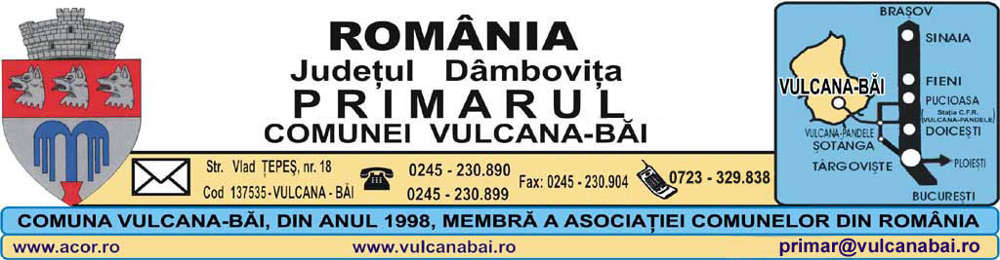 ROMÂNIA
Județul Dâmbovița
PRIMARUL
COMUNEI VULCANA-BĂI
Str. Vlad ȚEPEȘ, nr. 18
Cod 137535-VULCANA - BĂI
0245 - 230.890
0245 - 230.899
Fax: 0245 - 230.904
0723 - 329.838
BRAȘOV
SINAIA
VULCANA-BĂI
FIENI
PUCIOASA
Stația C.F.R.
(VULCANA-PANDELE)
DOICEȘTI
VULCANA-PANDELE
ȘOTANGA
TÂRGOVIȘTE
PLOIEȘTI
BUCUREȘTI
COMUNA VULCANA-BĂI, DIN ANUL 1998, MEMBRĂ A ASOCIAȚIEI COMUNELOR DIN ROMÂNIA
www.acor.ro www.vulcanabai.ro primar@vulcanabai.ro